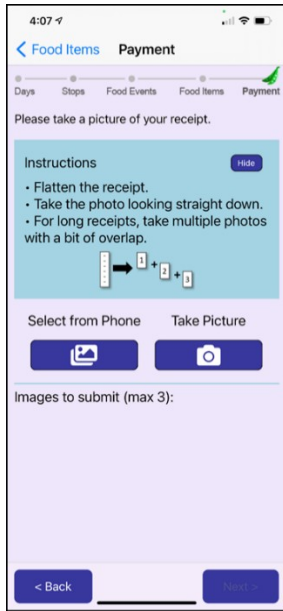 4:07
Food Items
Payment
Days
Stops
Food Events
Food Items
Payment
Please take a picture of your receipt.
Instructions
Hide
• Flatten the receipt.
• Take the photo looking straight down.
• For long receipts, take multiple photos
with a bit of overlap.
1 + 2 + 3
Select from Phone
Take Picture
Images to submit (max 3):
< Back
Next >